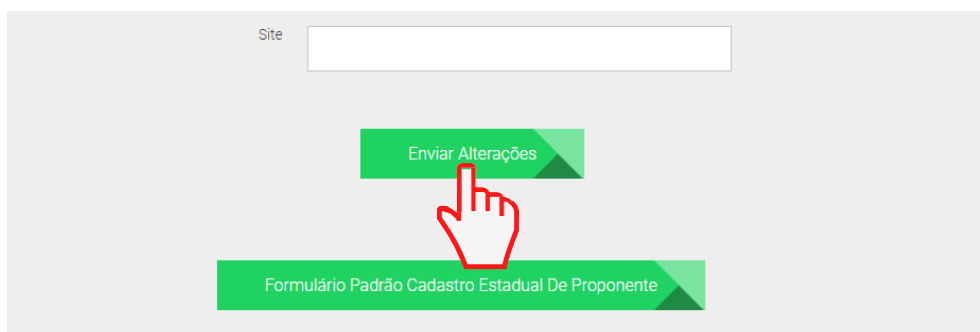 Site
Enviar Alterações
Formulário Padrão Cadastro Estadual De Proponente